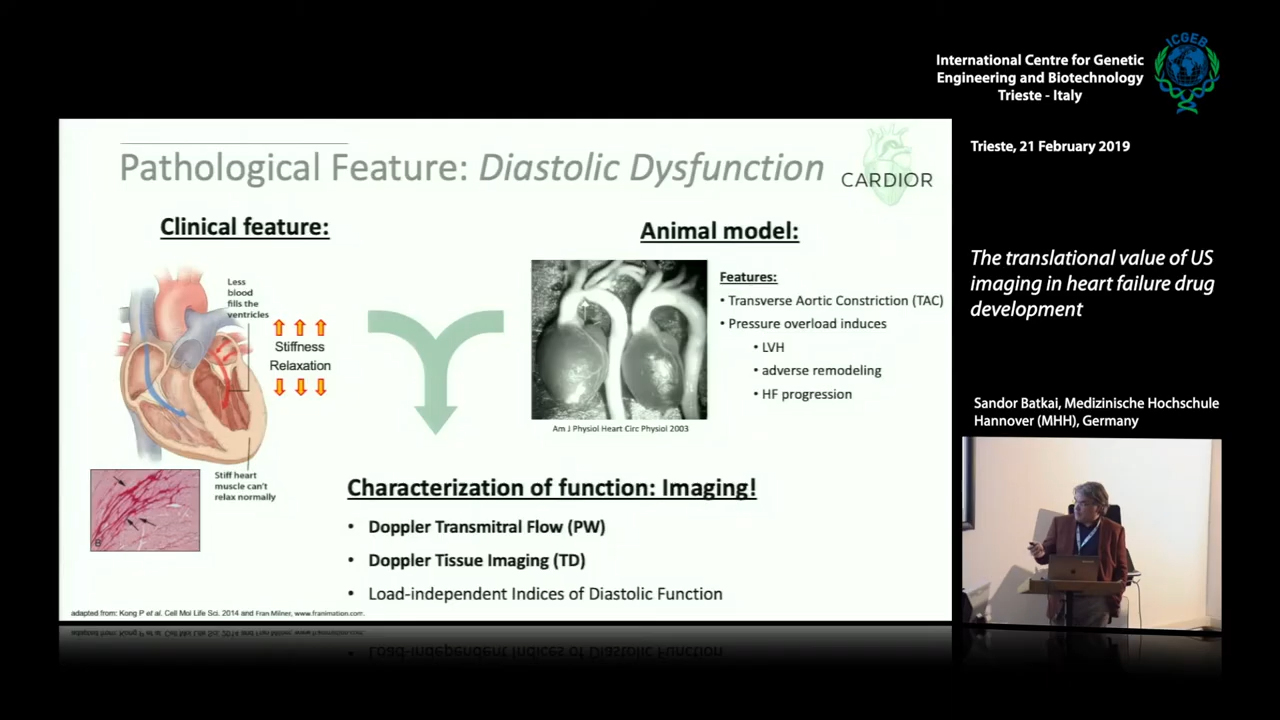 ICGEB
International Centre for Genetic
Engineering and Biotechnology
Trieste - Italy
Trieste, 21 February 2019
Pathological Feature: Diastolic Dysfunction
CARDIOR
Clinical feature:
Less
blood
fills the
ventricles
Stiffness
Relaxation
Stiff heart
muscle can't
relax normally
B
Animal model:
Features:
• Transverse Aortic Constriction (TAC)
• Pressure overload induces
• LVH
• adverse remodeling
• HF progression
Am J Physiol Heart Circ Physiol 2003
Characterization of function: Imaging!
• Doppler Transmitral Flow (PW)
• Doppler Tissue Imaging (TD)
• Load-independent Indices of Diastolic Function
adapted from: Kong P et al. Cell Mol Life Sci. 2014 and Fran Milner, www.franimation.com.
The translational value of US
imaging in heart failure drug
development
Sandor Batkai, Medizinische Hochschule
Hannover (MHH), Germany